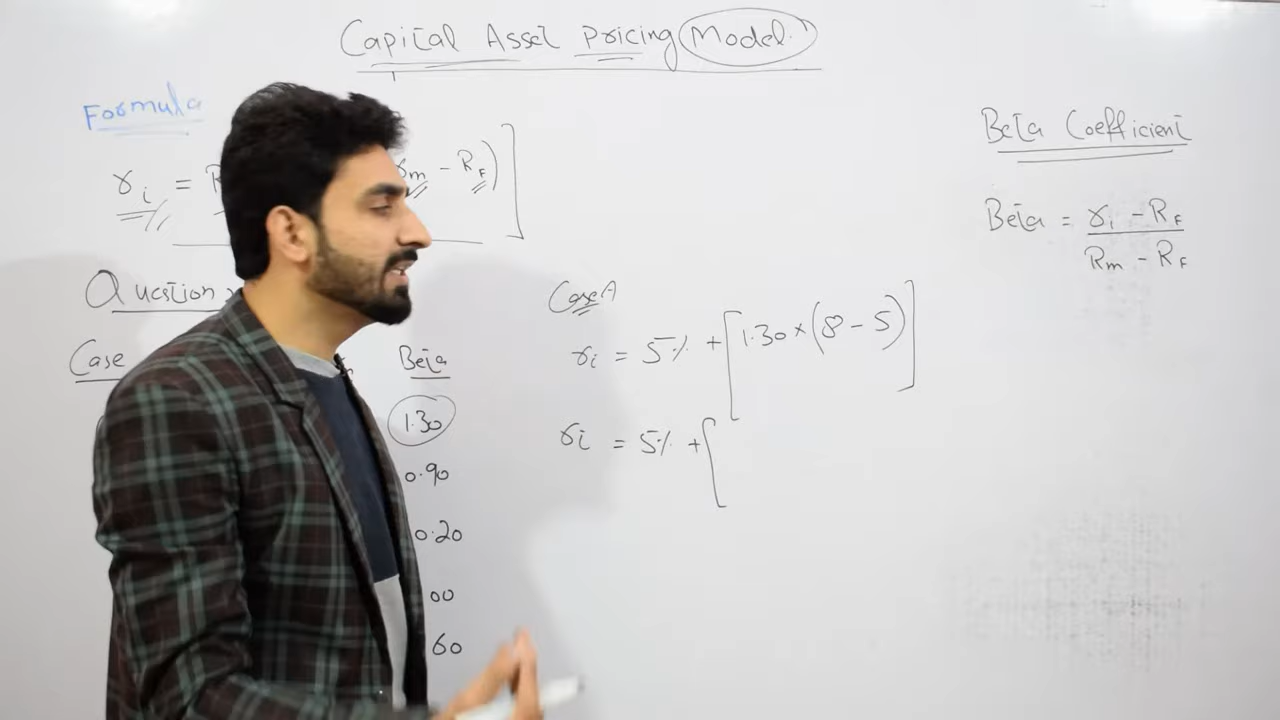 Capital Asset Pricing Model
Formula
ri = R m - RF)]
Question
Case Beta
1.30
0.90
0.20
00
60
Case A
ri = 5% + [1.30 × (8 - 5)]
ri = 5% + [
Beta Coefficient
Beta = ri - RF
Rm - RF